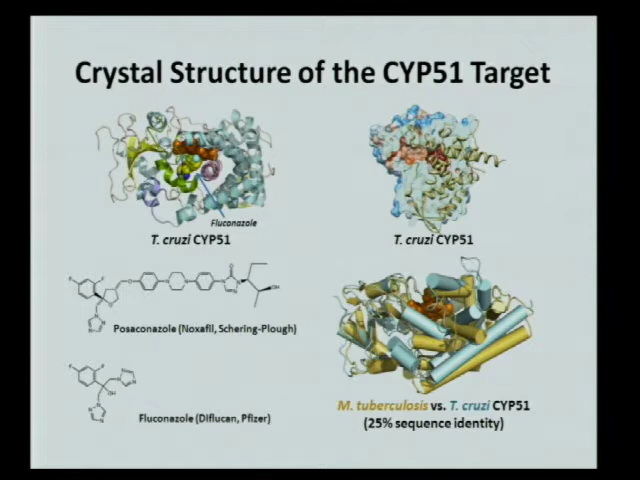 Crystal Structure of the CYP51 Target
Fluconazole
T. cruzi CYP51
T. cruzi CYP51
Posaconazole (Noxafil, Schering-Plough)
Fluconazole (Diflucan, Pfizer)
M. tuberculosis vs. T. cruzi CYP51
(25% sequence identity)